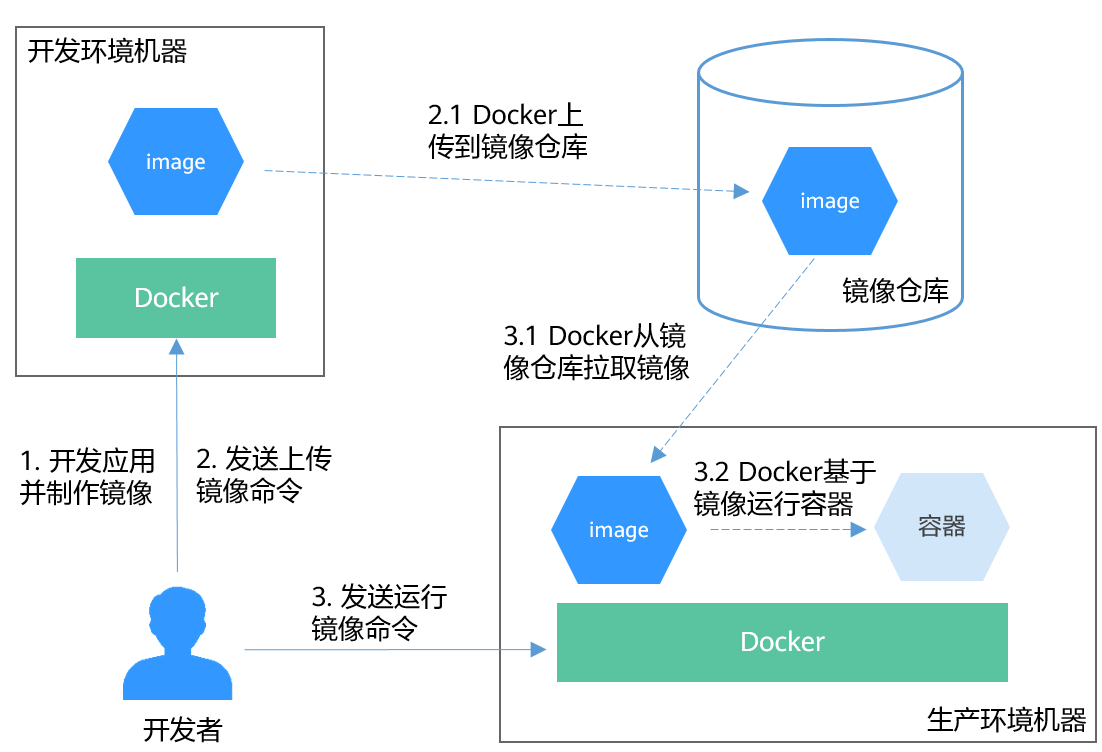 开发环境机器
image
Docker
2.1 Docker上
传到镜像仓库
image
镜像仓库
3.1 Docker从镜
像仓库拉取镜像
1. 开发应用
并制作镜像
2. 发送上传
镜像命令
image
3.2 Docker基于
镜像运行容器
容器
3. 发送运行
镜像命令
Docker
生产环境机器
开发者